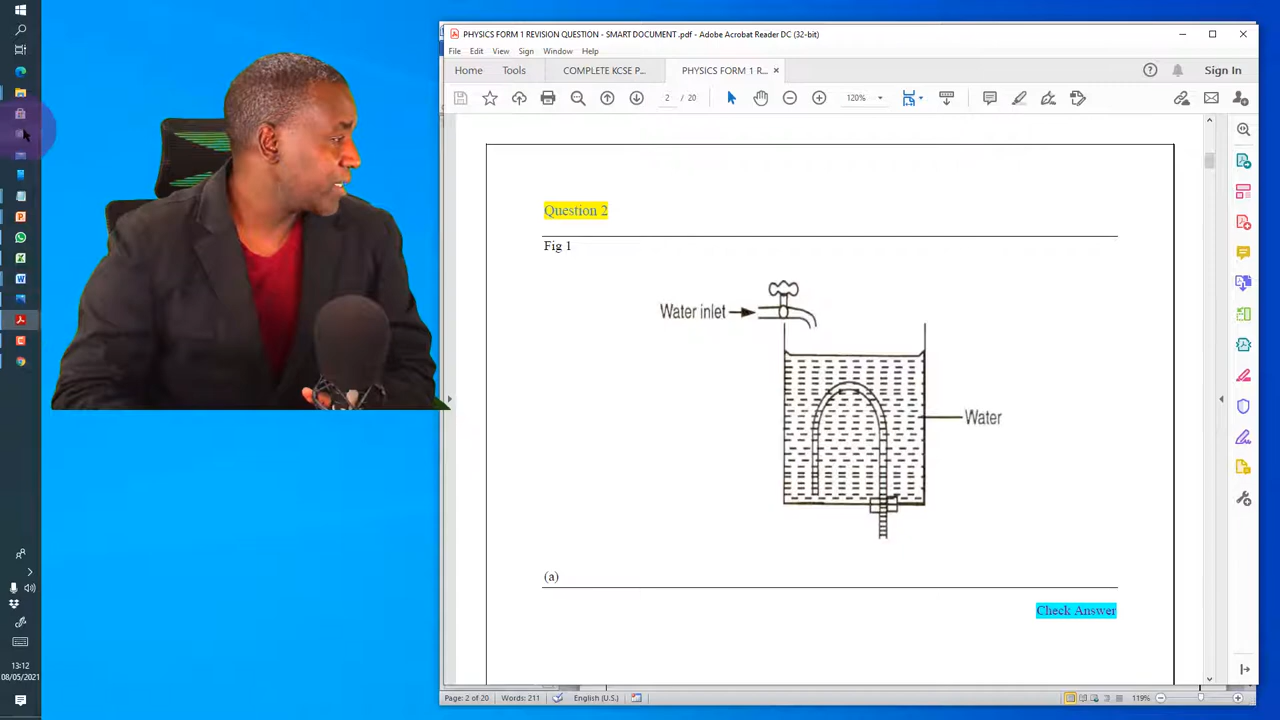 PHYSICS FORM 1 REVISION QUESTION - SMART DOCUMENT .pdf - Adobe Acrobat Reader DC (32-bit)
File Edit View Sign Window Help
Home Tools COMPLETE KCSE P... PHYSICS FORM 1 R... × Sign In
2 / 20 120%
Question 2
Fig 1
Water inlet
Water
(a)
Check Answer
13:12
08/05/2021
Page: 2 of 20 Words: 211 English (U.S.) 119%